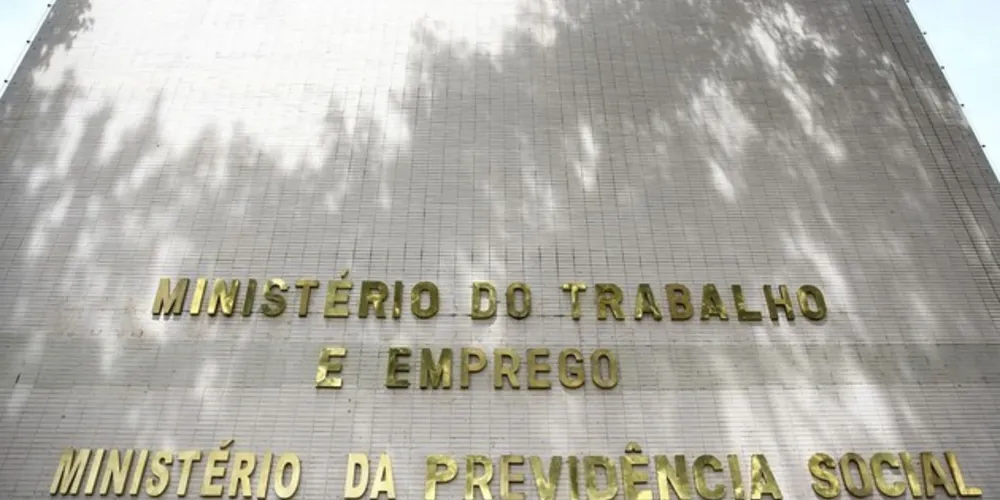 MINISTÉRIO DO TRABALHO
E EMPREGO
MINISTÉRIO DA PREVIDÊNCIA SOCIAL